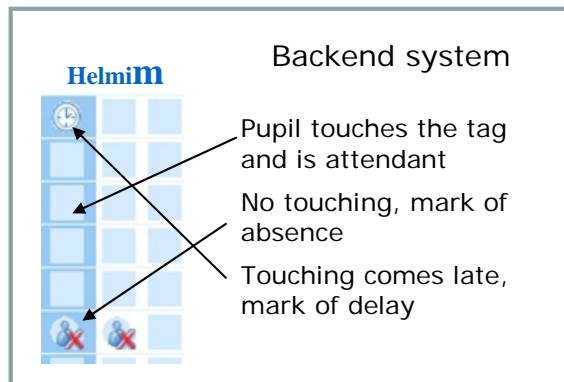 Backend system
Helmim
Pupil touches the tag
and is attendant
No touching, mark of
absence
Touching comes late,
mark of delay